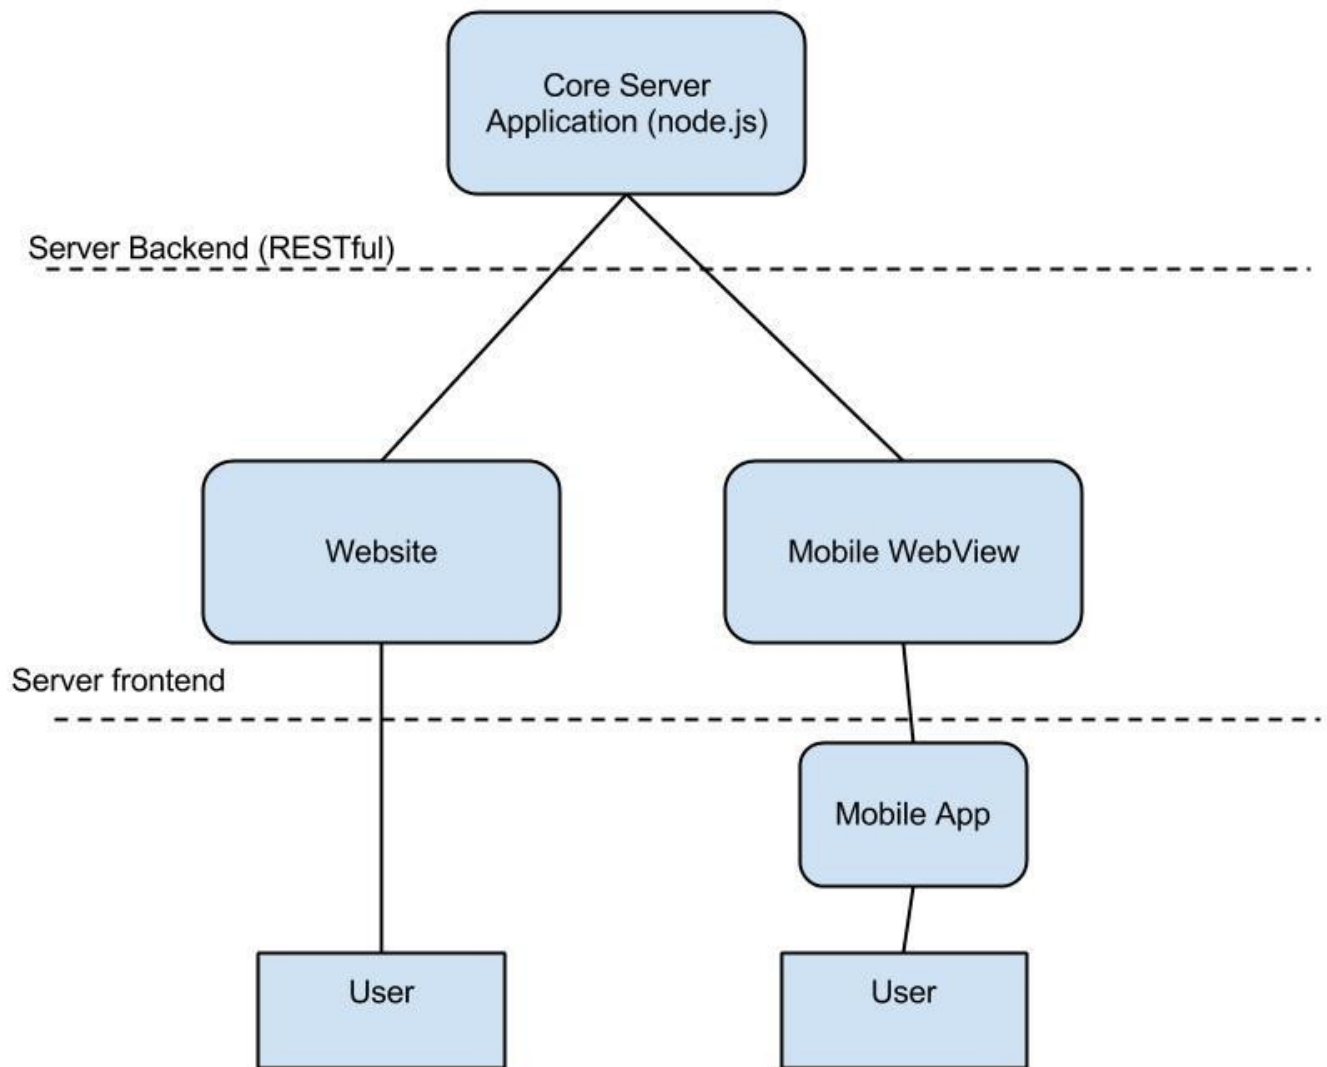 Core Server
Application (node.js)
Server Backend (RESTful)
Website
Mobile WebView
Server frontend
Mobile App
User
User